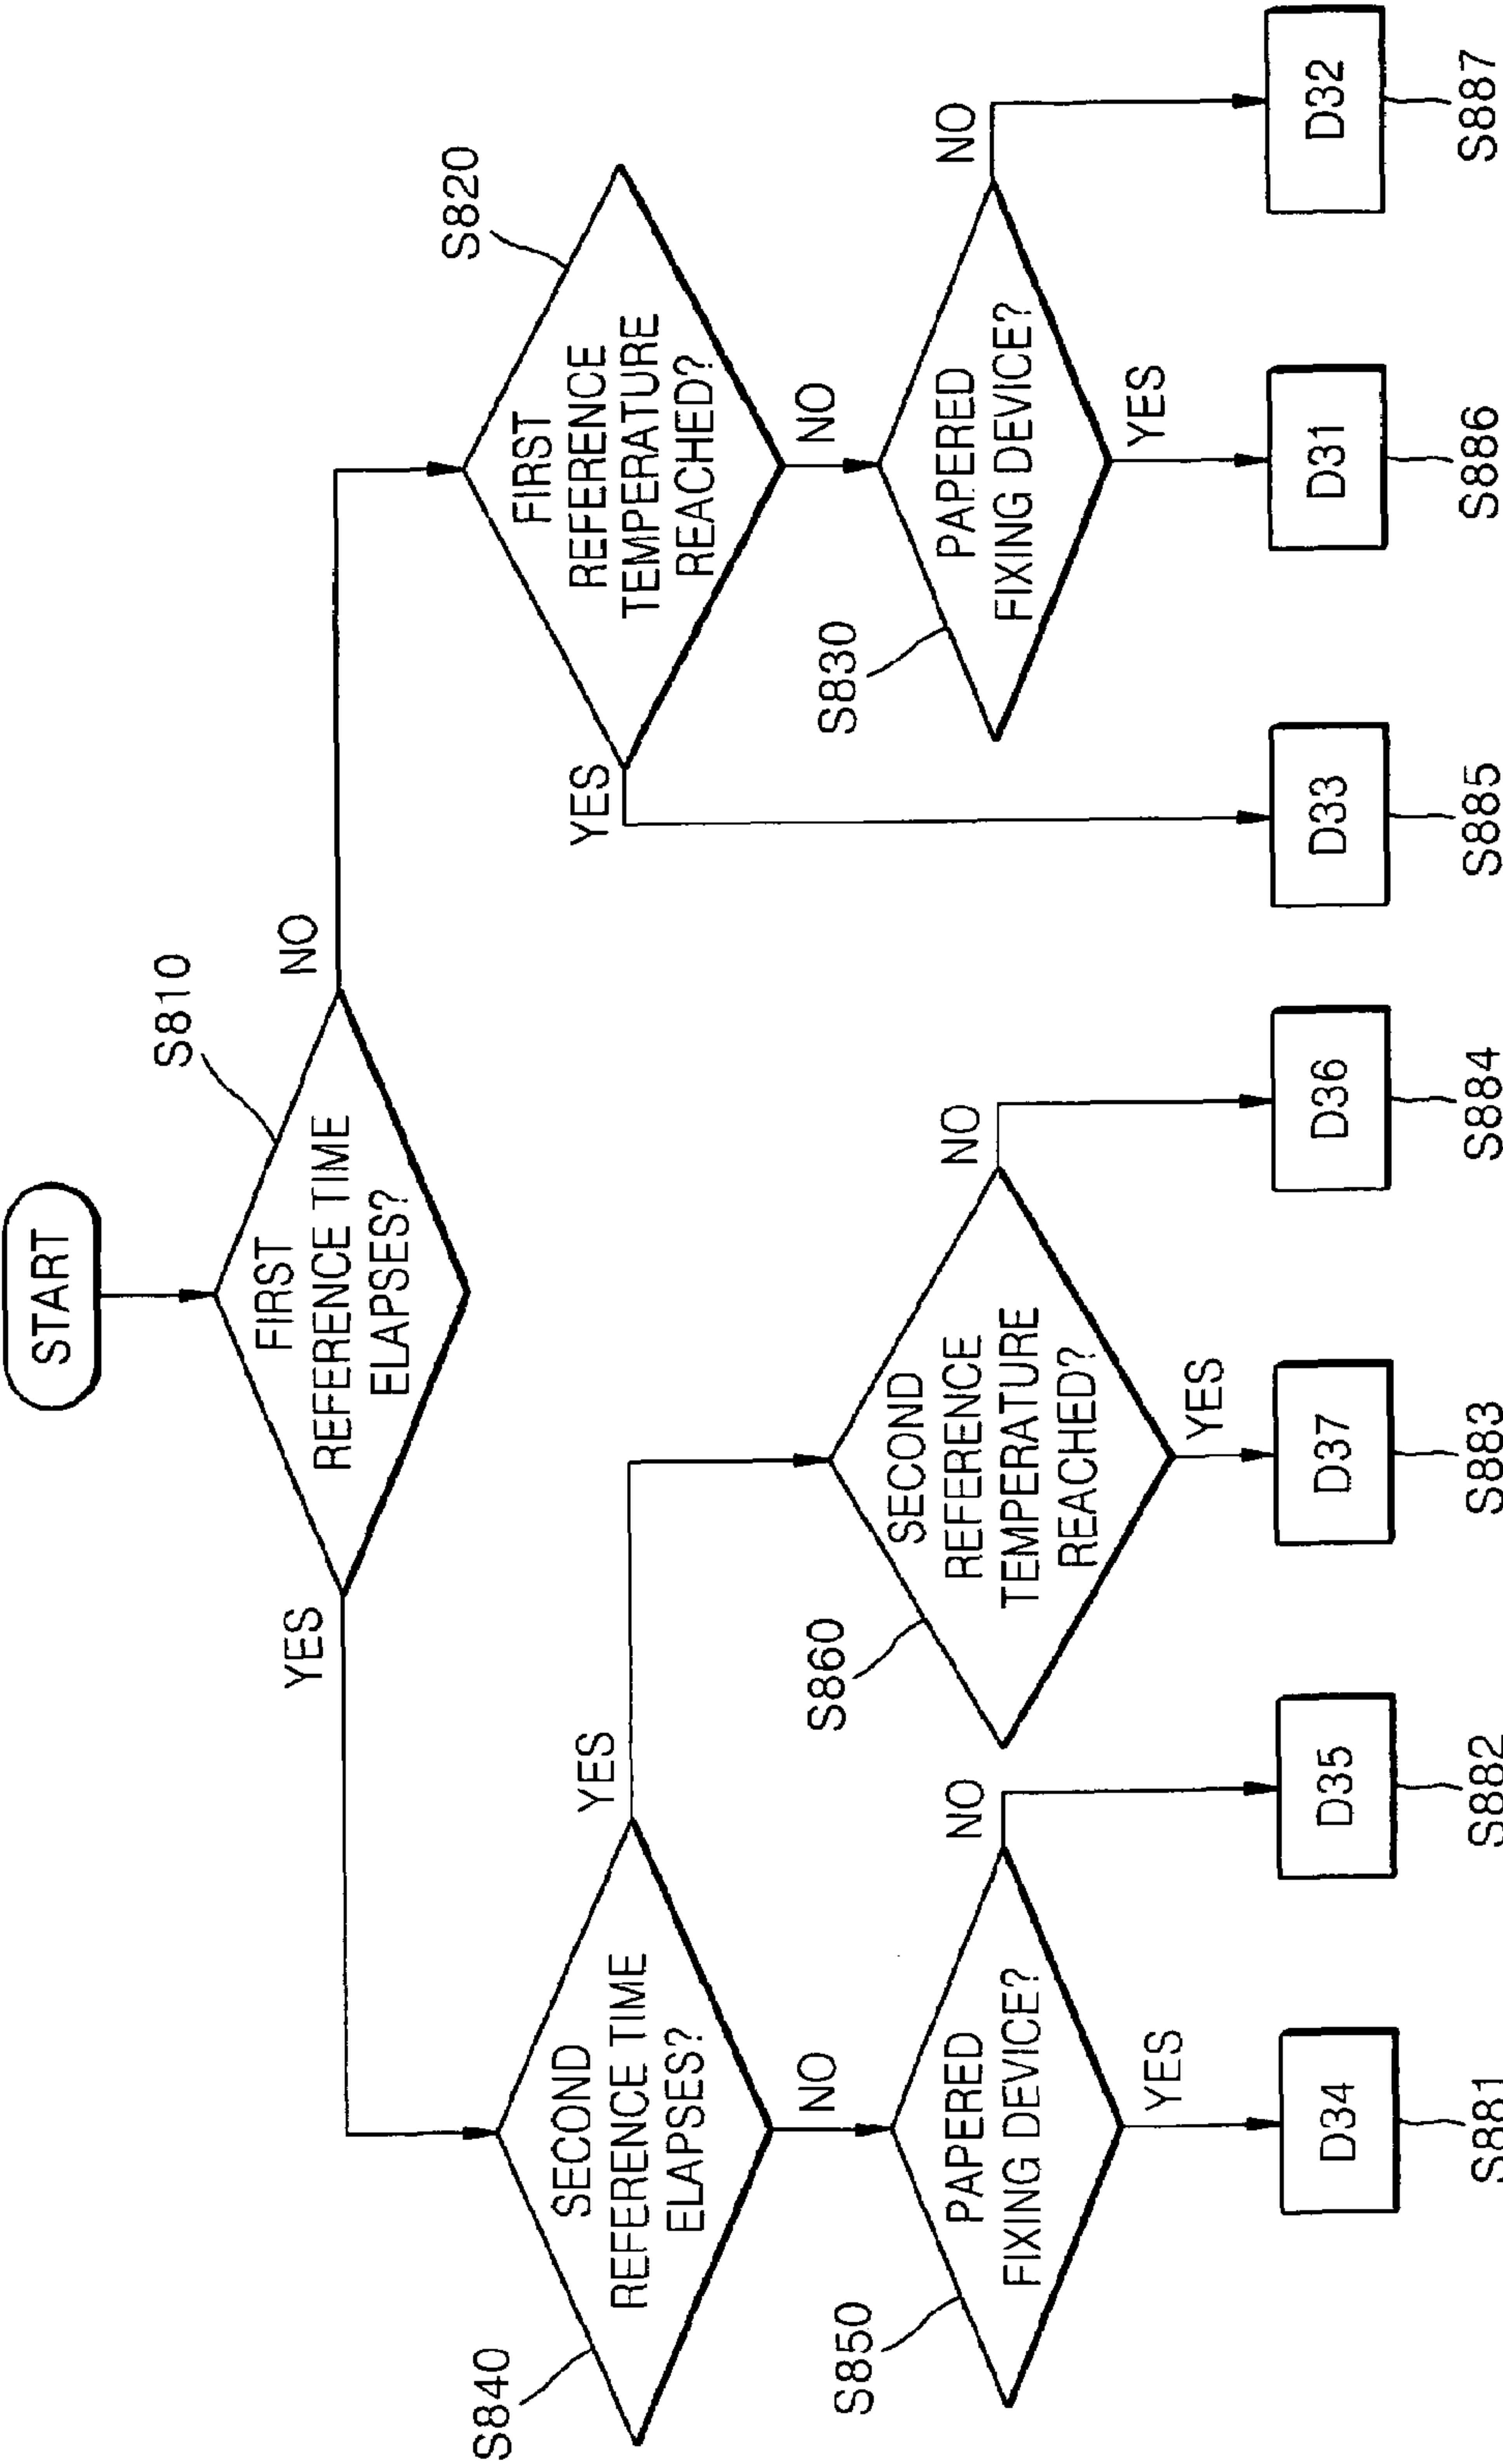 START
S810
FIRST
REFERENCE TIME
ELAPSES?
YES
NO
S840
SECOND
REFERENCE TIME
ELAPSES?
YES
NO
S820
FIRST
REFERENCE
TEMPERATURE
REACHED?
YES
NO
S850
PAPERED
FIXING DEVICE?
NO
YES
S860
SECOND
REFERENCE
TEMPERATURE
REACHED?
NO
YES
S830
PAPERED
FIXING DEVICE?
NO
YES
D34
D35
D37
D36
D33
D31
D32
S881
S882
S883
S884
S885
S886
S887